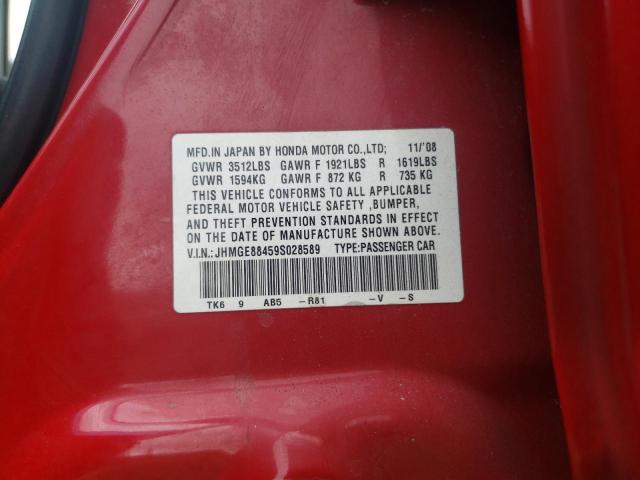 MFD.IN JAPAN BY HONDA MOTOR CO.,LTD; 11/'08
GVWR 3512LBS GAWR F 1921LBS R 1619LBS
GVWR 1594KG GAWR F 872 KG R 735 KG
THIS VEHICLE CONFORMS TO ALL APPLICABLE
FEDERAL MOTOR VEHICLE SAFETY ,BUMPER,
AND THEFT PREVENTION STANDARDS IN EFFECT
ON THE DATE OF MANUFACTURE SHOWN ABOVE.
V.I.N.:JHMGE88459S028589 TYPE:PASSENGER CAR
TK6 9 AB5 -R81 -V -S